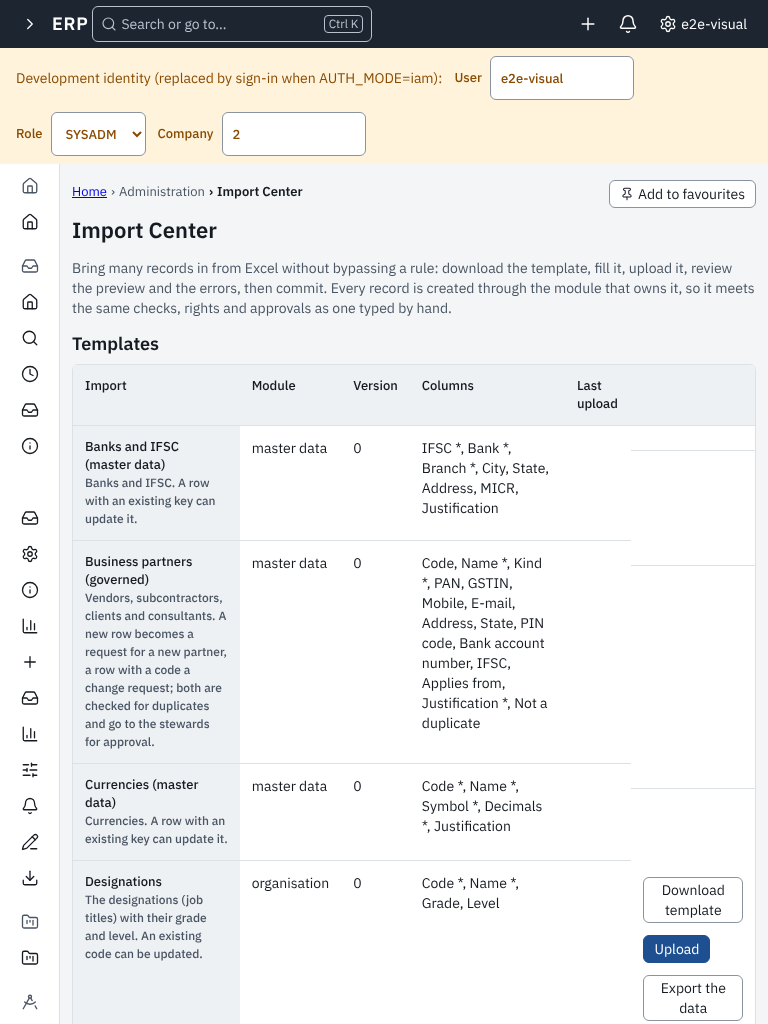 ERP
Search or go to...
Ctrl K
e2e-visual
Development identity (replaced by sign-in when AUTH_MODE=iam):
User
e2e-visual
Role
SYSADM
Company
2
Home › Administration › Import Center
Add to favourites
Import Center
Bring many records in from Excel without bypassing a rule: download the template, fill it, upload it, review
the preview and the errors, then commit. Every record is created through the module that owns it, so it meets
the same checks, rights and approvals as one typed by hand.
Templates
Import
Module
Version
Columns
Last
upload
Banks and IFSC
(master data)
Banks and IFSC. A row
with an existing key can
update it.
master data
0
IFSC *, Bank *,
Branch *, City, State,
Address, MICR,
Justification
Business partners
(governed)
Vendors, subcontractors,
clients and consultants. A
new row becomes a
request for a new partner,
a row with a code a
change request; both are
checked for duplicates
and go to the stewards
for approval.
master data
0
Code, Name *, Kind
*, PAN, GSTIN,
Mobile, E-mail,
Address, State, PIN
code, Bank account
number, IFSC,
Applies from,
Justification *, Not a
duplicate
Currencies (master
data)
Currencies. A row with an
existing key can update it.
master data
0
Code *, Name *,
Symbol *, Decimals
*, Justification
Designations
The designations (job
titles) with their grade
and level. An existing
code can be updated.
organisation
0
Code *, Name *,
Grade, Level
Download
template
Upload
Export the
data